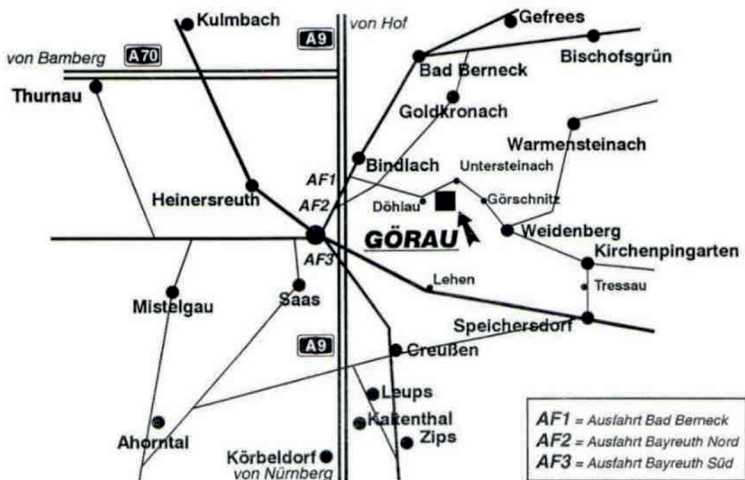 Kulmbach
A9
von Hof
Gefrees
von Bamberg
A70
Bad Berneck
Bischofsgrün
Thurnau
Goldkronach
Warmensteinach
Bindlach
Untersteinach
AF1
Heinersreuth
AF2
Döhlau
Görschnitz
GÖRAU
Weidenberg
AF3
Kirchenpingarten
Lehen
Tressau
Mistelgau
Saas
Speichersdorf
A9
Creußen
Leups
Kaltenthal
Ahorntal
Zips
Körbeldorf
von Nürnberg
AF1 = Ausfahrt Bad Berneck
AF2 = Ausfahrt Bayreuth Nord
AF3 = Ausfahrt Bayreuth Süd